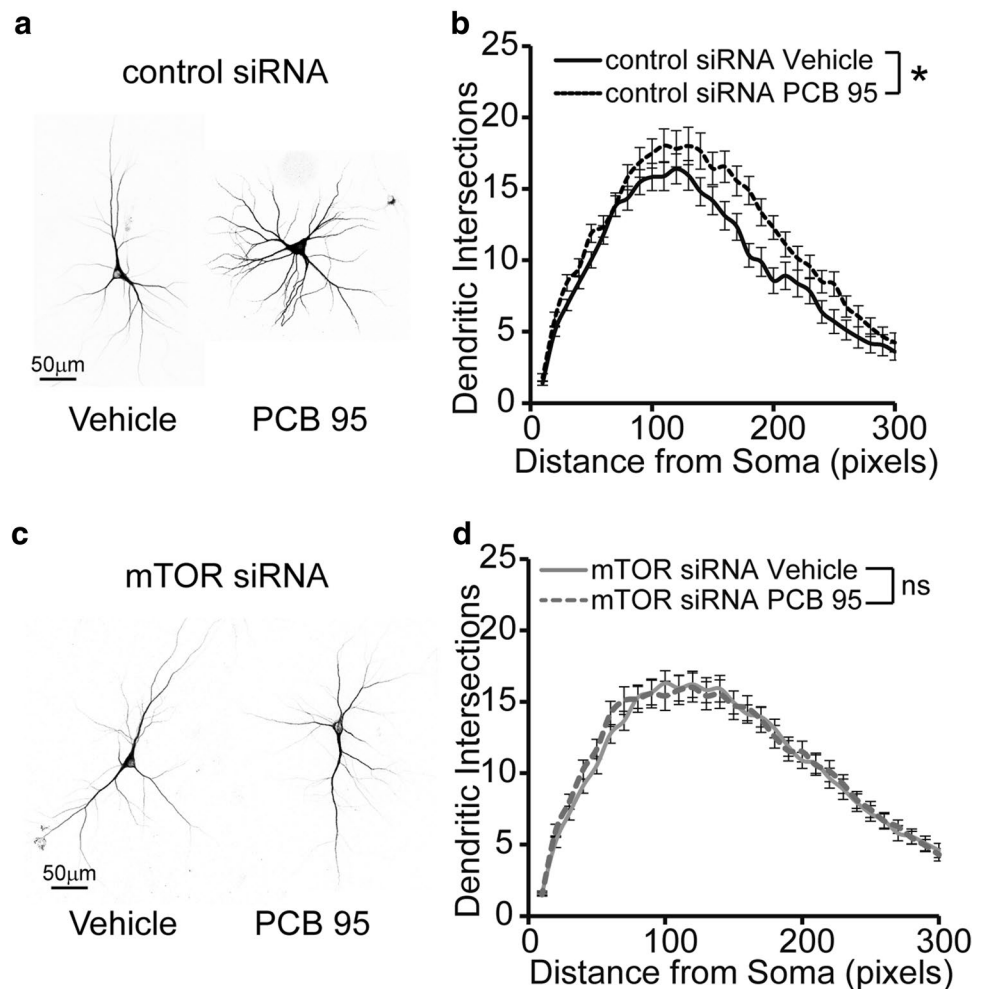 a
control siRNA
50μm
Vehicle
PCB 95
b
25
20
15
10
5
0
Dendritic Intersections
control siRNA Vehicle
control siRNA PCB 95
*
0
100
200
300
Distance from Soma (pixels)
c
mTOR siRNA
50μm
Vehicle
PCB 95
d
25
20
15
10
5
0
Dendritic Intersections
mTOR siRNA Vehicle
mTOR siRNA PCB 95
ns
0
100
200
300
Distance from Soma (pixels)